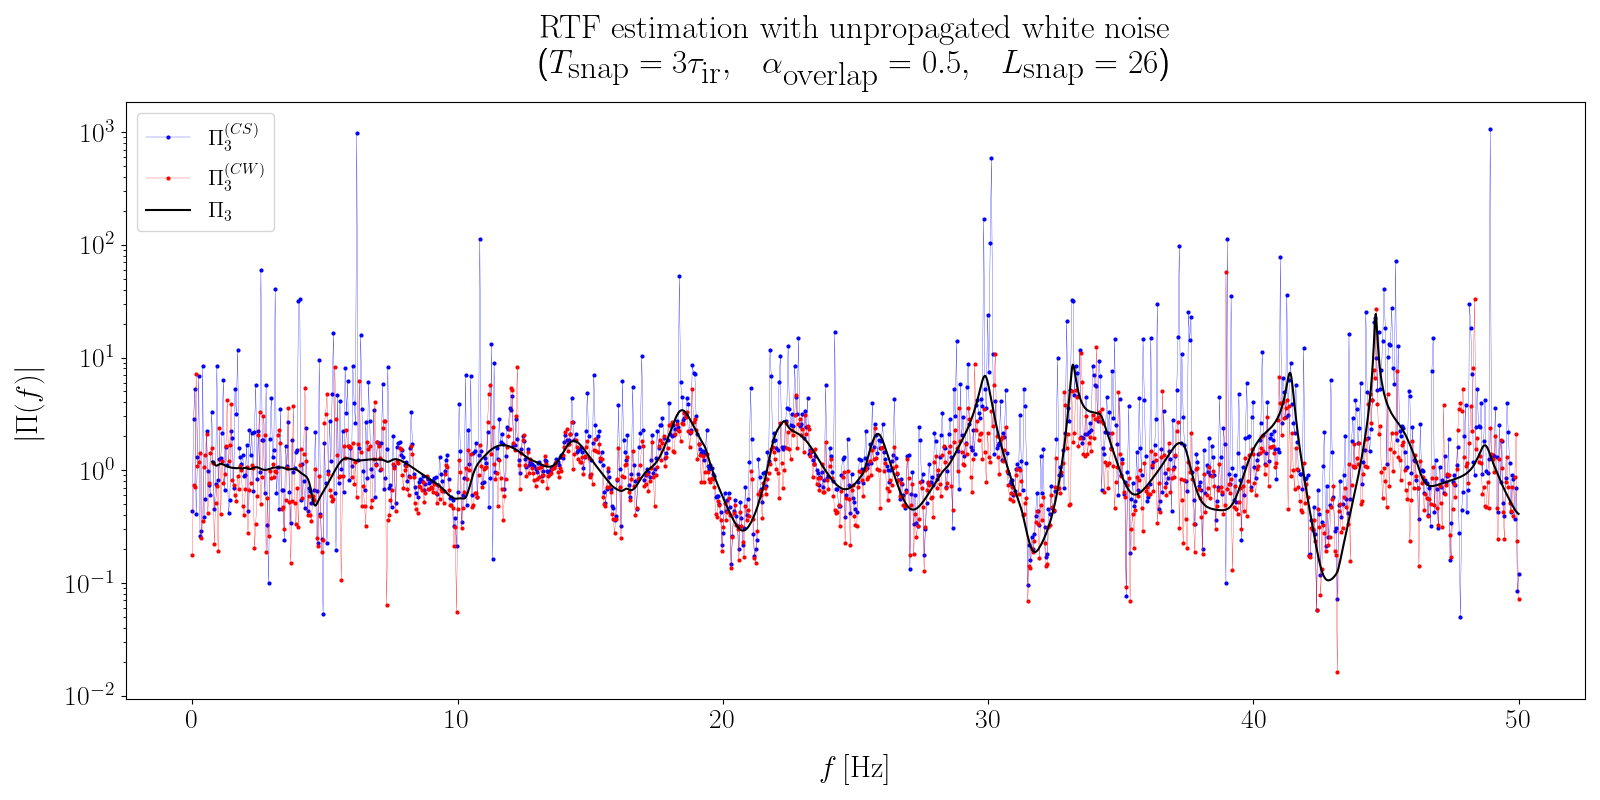 RTF estimation with unpropagated white noise
(T_snap = 3τ_ir, α_overlap = 0.5, L_snap = 26)
Π_3^(CS)
Π_3^(CW)
Π_3
|Π(f)|
10^3
10^2
10^1
10^0
10^−1
10^−2
0 10 20 30 40 50
f [Hz]